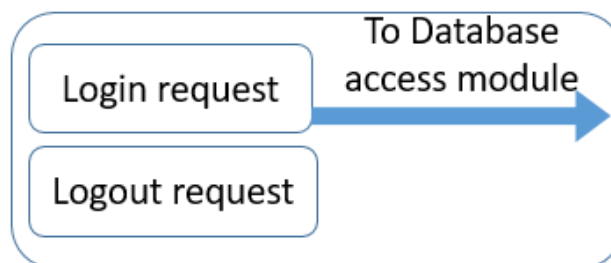 To Database
access module
Login request
Logout request